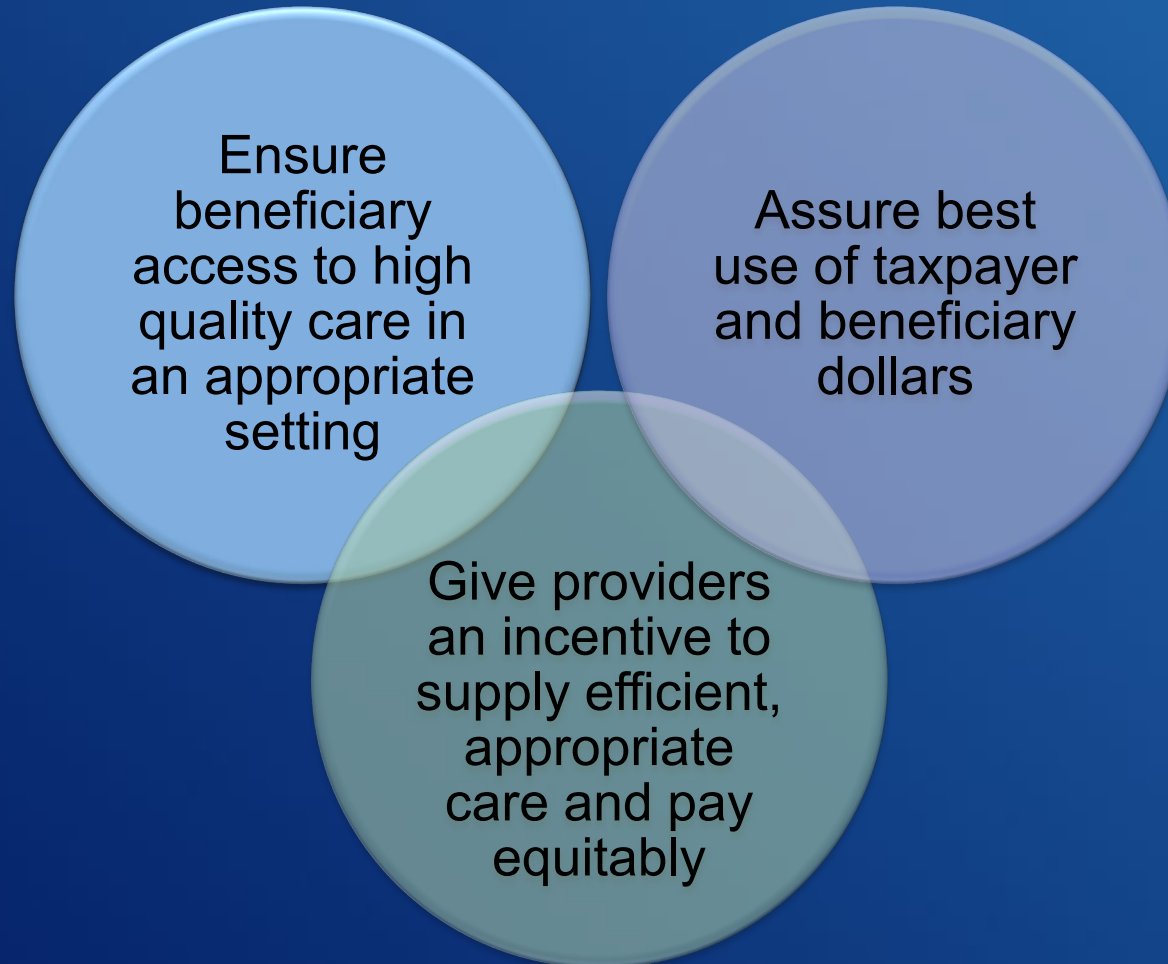 Ensure
beneficiary
access to high
quality care in
an appropriate
setting
Assure best
use of taxpayer
and beneficiary
dollars
Give providers
an incentive to
supply efficient,
appropriate
care and pay
equitably